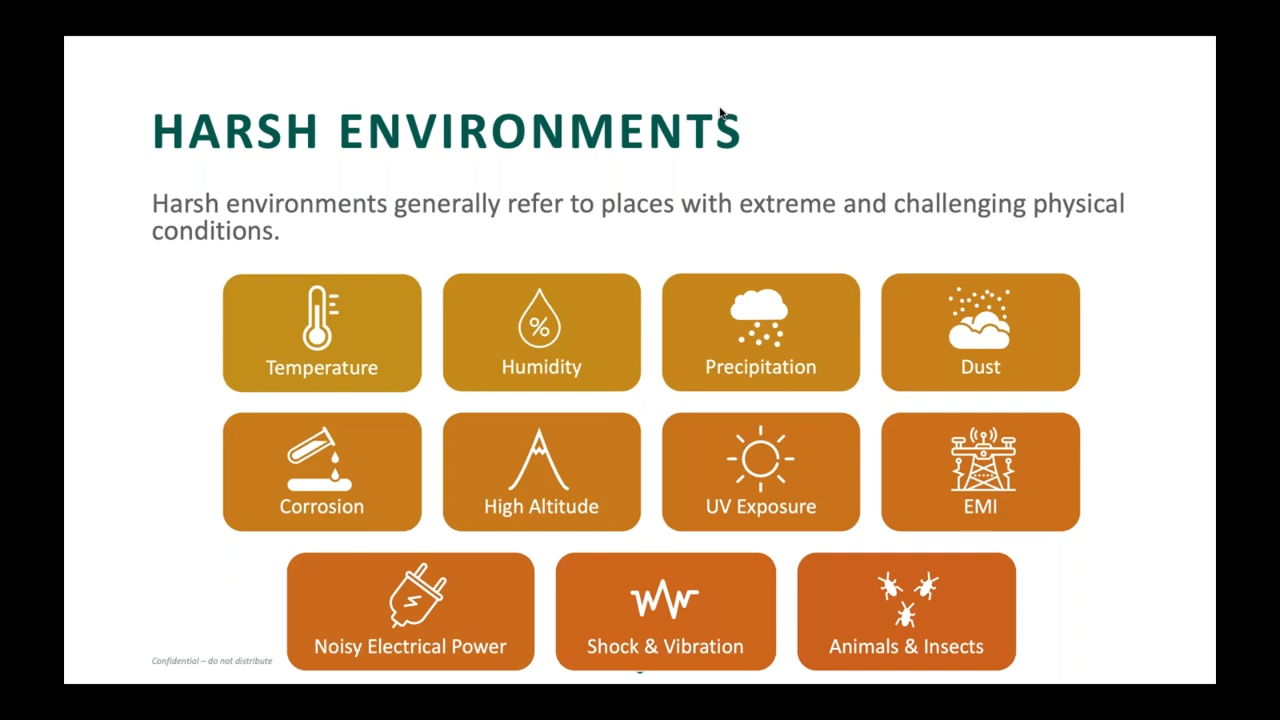 HARSH ENVIRONMENTS
Harsh environments generally refer to places with extreme and challenging physical
conditions.
Temperature
%
Humidity
Precipitation
Dust
Corrosion
High Altitude
UV Exposure
EMI
Noisy Electrical Power
Shock & Vibration
Animals & Insects
Confidential – do not distribute